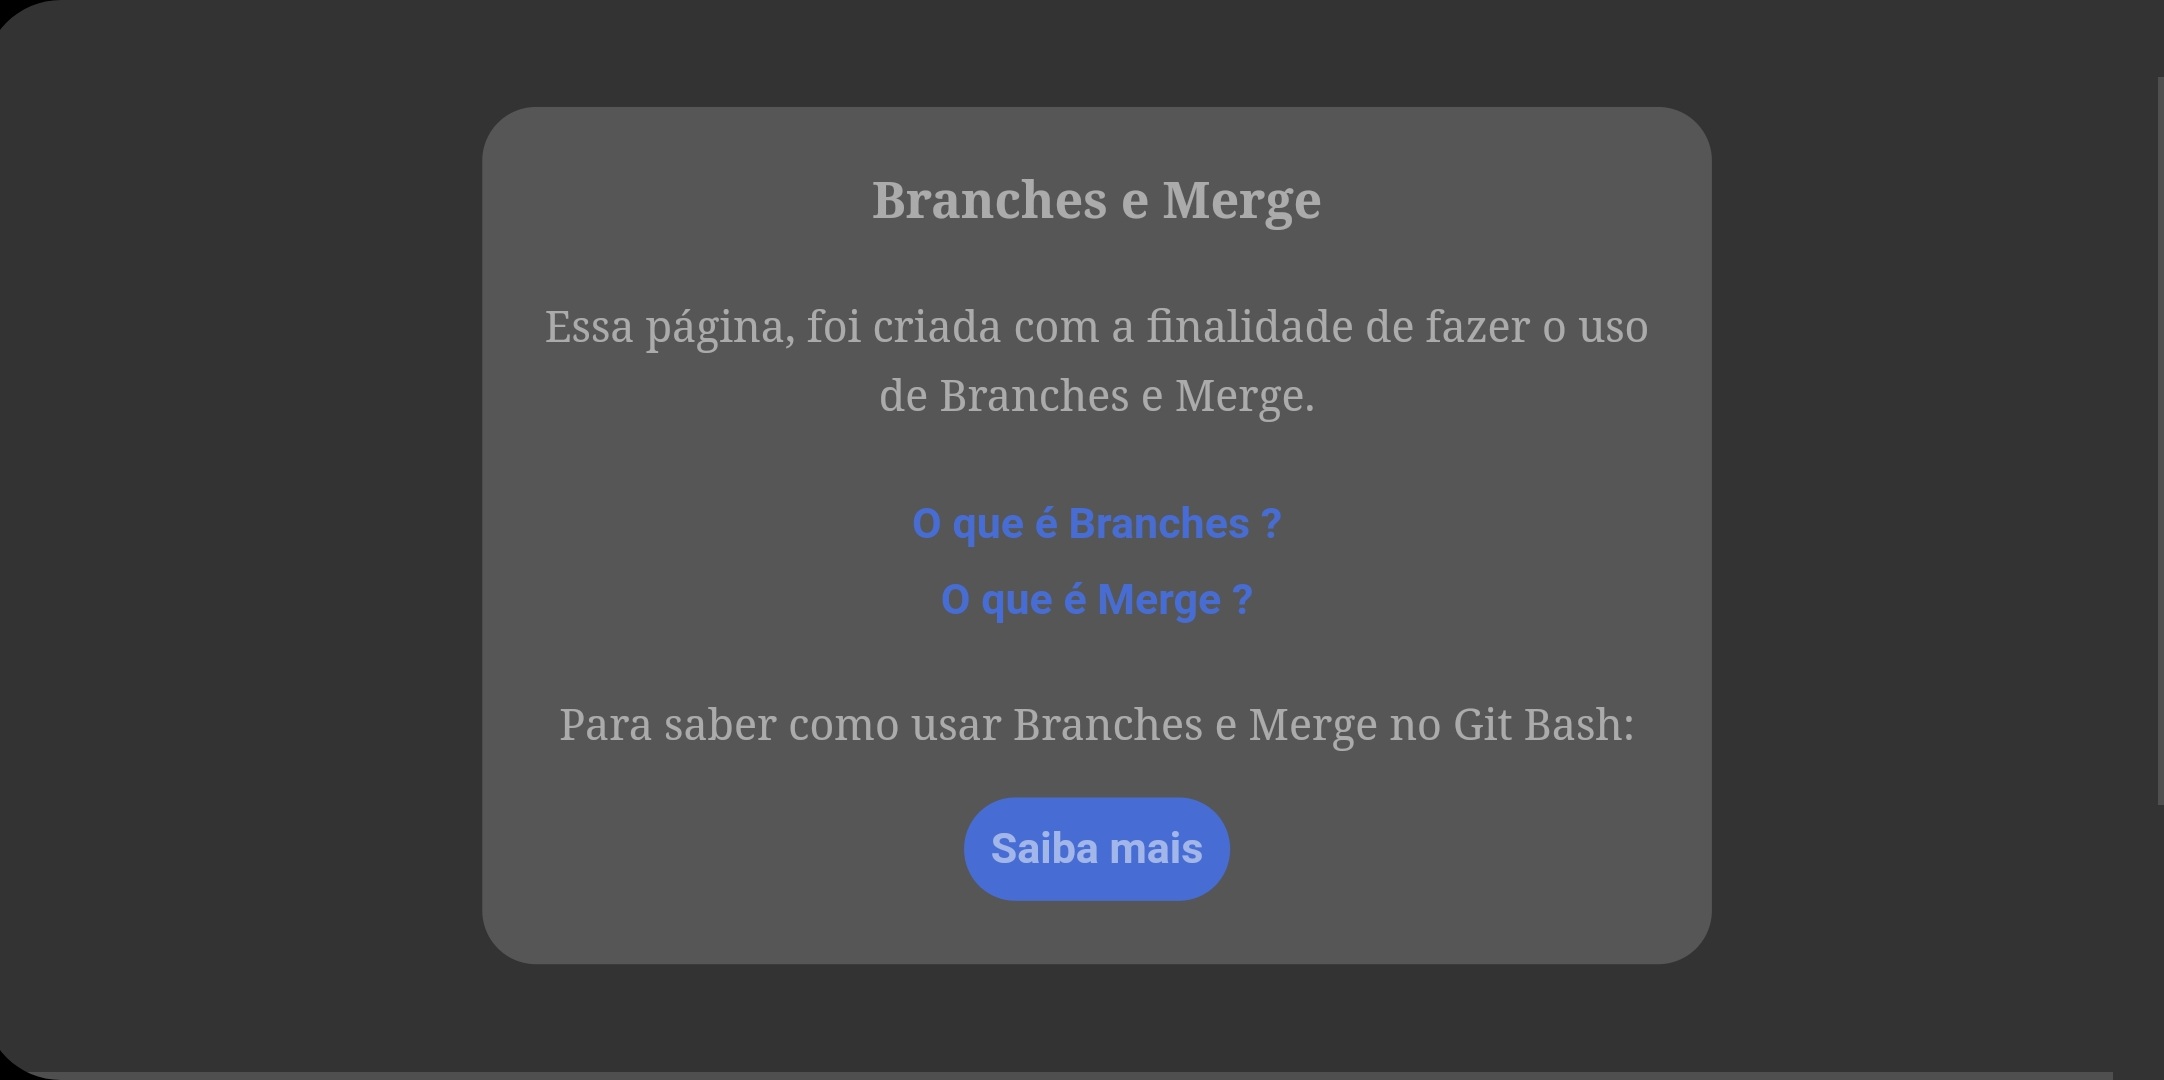 Branches e Merge
Essa página, foi criada com a finalidade de fazer o uso
de Branches e Merge.
O que é Branches ?
O que é Merge ?
Para saber como usar Branches e Merge no Git Bash:
Saiba mais